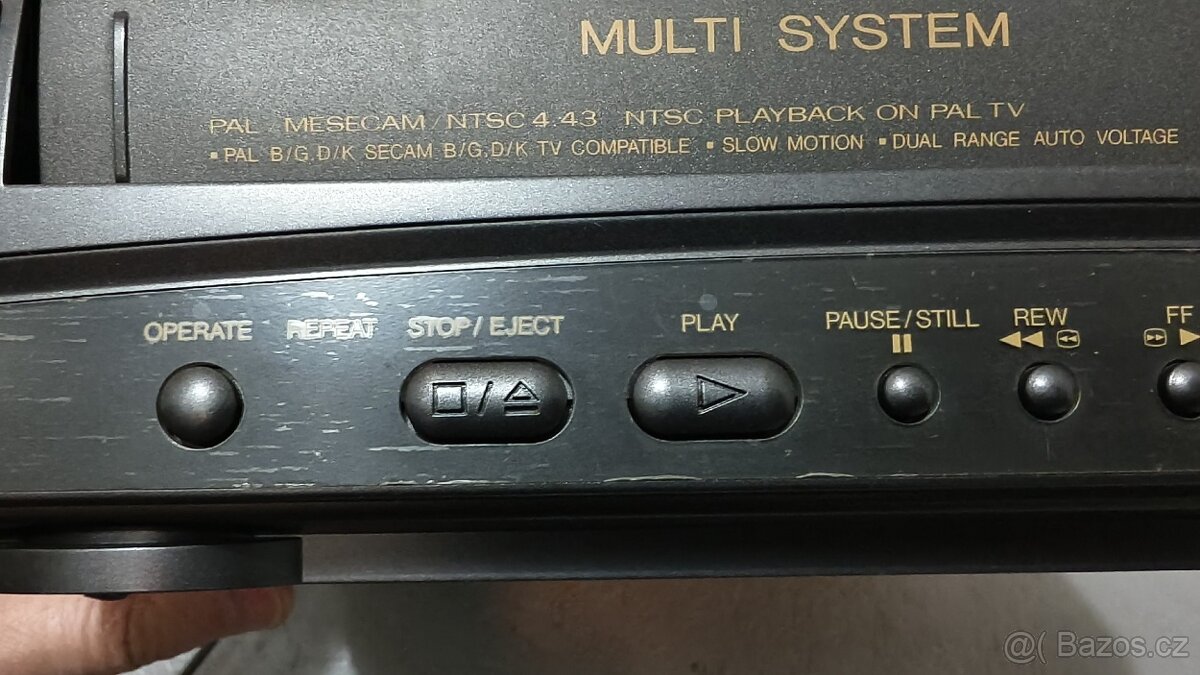 MULTI SYSTEM
PAL / MESECAM / NTSC 4.43 NTSC PLAYBACK ON PAL TV
▪ PAL B/G, D/K SECAM B/G, D/K TV COMPATIBLE ▪ SLOW MOTION ▪ DUAL RANGE AUTO VOLTAGE
OPERATE REPEAT STOP/EJECT PLAY PAUSE/STILL REW FF
@( Bazos.cz